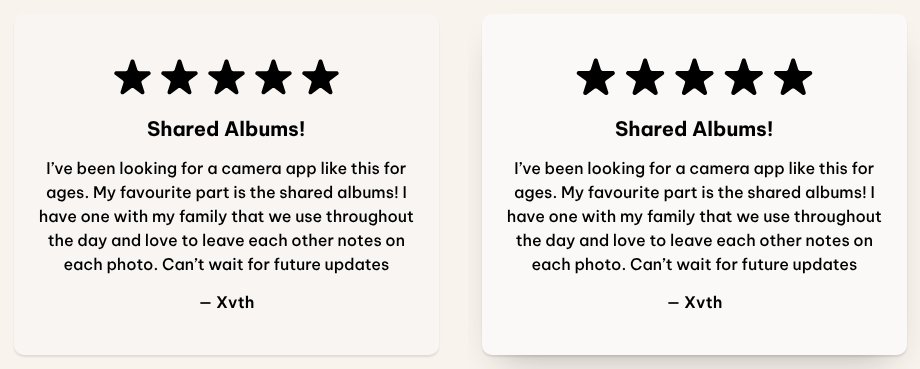 Shared Albums!
I’ve been looking for a camera app like this for
ages. My favourite part is the shared albums! I
have one with my family that we use throughout
the day and love to leave each other notes on
each photo. Can’t wait for future updates
— Xvth
Shared Albums!
I’ve been looking for a camera app like this for
ages. My favourite part is the shared albums! I
have one with my family that we use throughout
the day and love to leave each other notes on
each photo. Can’t wait for future updates
— Xvth